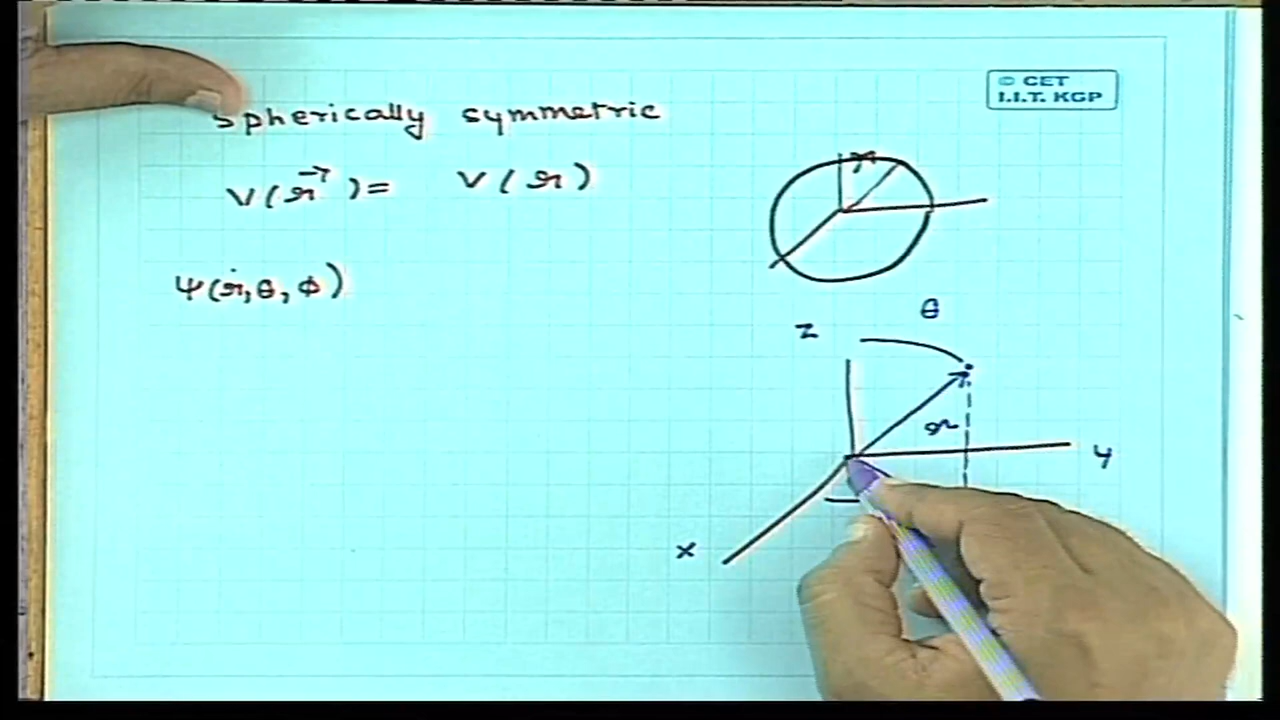 Spherically symmetric
© CET
I.I.T. KGP
V(r⃗) = V(r)
r
ψ(r,θ,ϕ)
θ
z
r
y
x